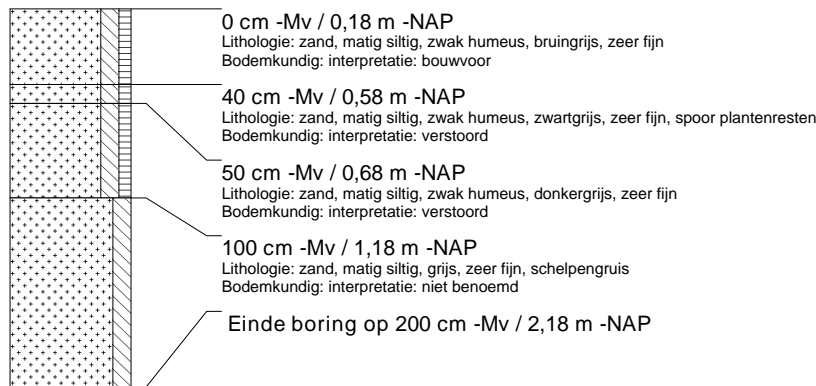 0 cm -Mv / 0,18 m -NAP
Lithologie: zand, matig siltig, zwak humeus, bruingrijs, zeer fijn
Bodemkundig: interpretatie: bouwvoor
40 cm -Mv / 0,58 m -NAP
Lithologie: zand, matig siltig, zwak humeus, zwartgrijs, zeer fijn, spoor plantenresten
Bodemkundig: interpretatie: verstoord
50 cm -Mv / 0,68 m -NAP
Lithologie: zand, matig siltig, zwak humeus, donkergrijs, zeer fijn
Bodemkundig: interpretatie: verstoord
100 cm -Mv / 1,18 m -NAP
Lithologie: zand, matig siltig, grijs, zeer fijn, schelpengruis
Bodemkundig: interpretatie: niet benoemd
Einde boring op 200 cm -Mv / 2,18 m -NAP